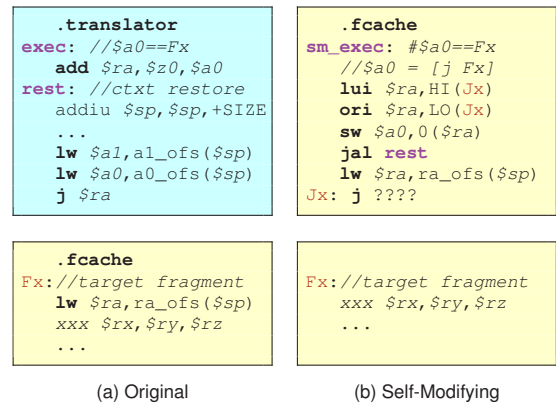 .translator
exec: //$a0==Fx
add $ra,$z0,$a0
rest: //ctxt restore
addiu $sp,$sp,+SIZE
...
lw $a1,a1_ofs($sp)
lw $a0,a0_ofs($sp)
j $ra
.fcache
Fx://target fragment
lw $ra,ra_ofs($sp)
xxx $rx,$ry,$rz
...
(a) Original
.fcache
sm_exec: #$a0==Fx
//$a0 = [j Fx]
lui $ra,HI(Jx)
ori $ra,LO(Jx)
sw $a0,0($ra)
jal rest
lw $ra,ra_ofs($sp)
Jx: j ????
Fx://target fragment
xxx $rx,$ry,$rz
...
(b) Self-Modifying